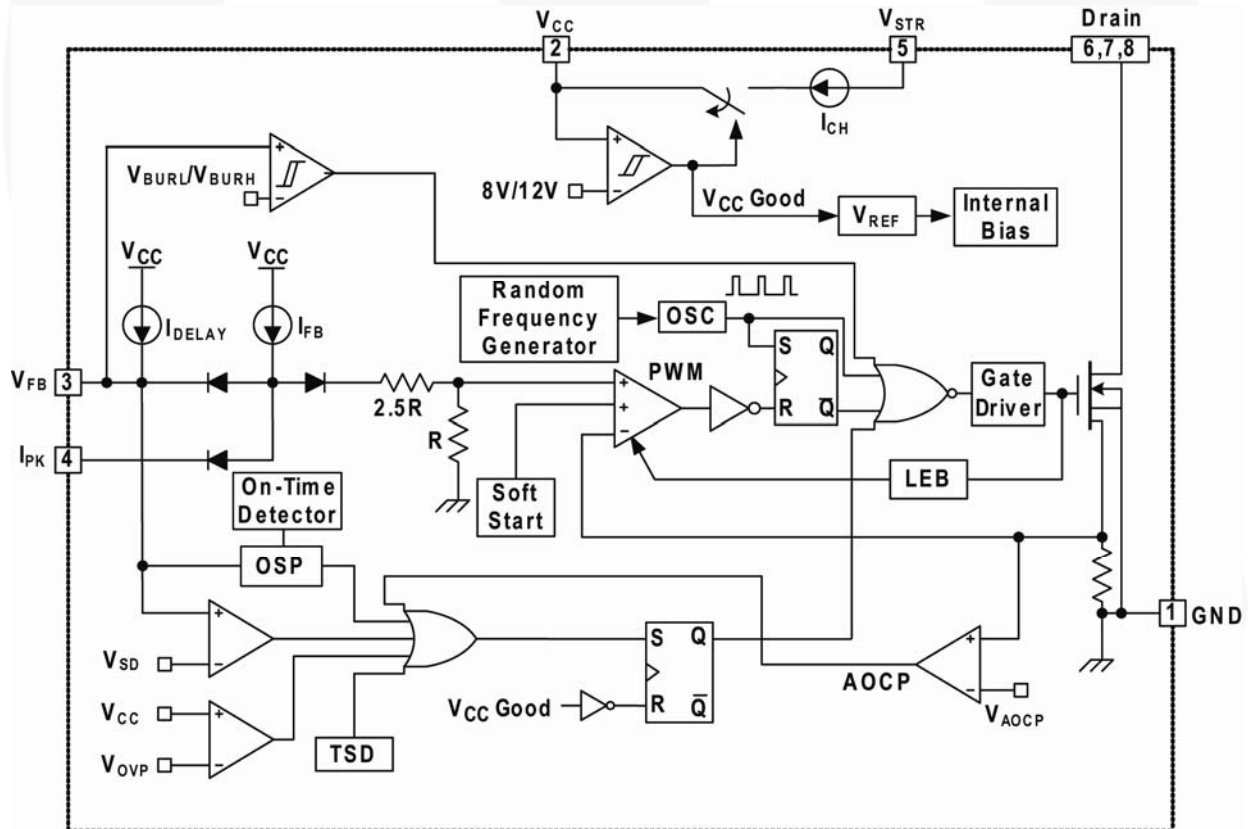 VCC
VSTR
Drain
2
5
6,7,8
ICH
+
-
8V/12V
VCC Good
VREF
Internal
Bias
+
-
VBURL/VBURH
VCC
VCC
IDELAY
IFB
Random
Frequency
Generator
OSC
VFB 3
2.5R
R
PWM
+
+
-
S Q
R Q̅
Gate
Driver
IPK 4
On-Time
Detector
OSP
Soft
Start
LEB
+
-
VSD
VCC
VOVP
+
-
TSD
S Q
R Q̅
VCC Good
AOCP
+
-
VAOCP
1 GND